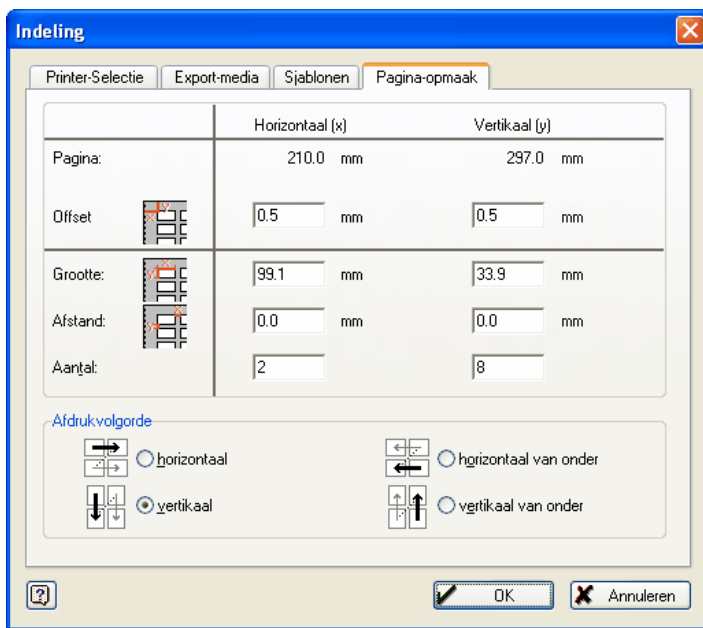 Indeling
Printer-Selectie Export-media Sjablonen Pagina-opmaak
Horizontaal (x) Vertikaal (y)
Pagina: 210.0 mm 297.0 mm
Offset 0.5 mm 0.5 mm
Grootte: 99.1 mm 33.9 mm
Afstand: 0.0 mm 0.0 mm
Aantal: 2 8
Afdrukvolgorde
horizontaal horizontaal van onder
vertikaal vertikaal van onder
OK Annuleren